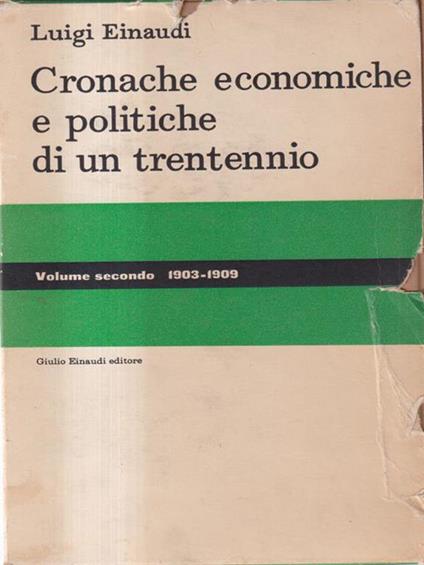 Luigi Einaudi
Cronache economiche
e politiche
di un trentennio
Volume secondo 1903-1909
Giulio Einaudi editore